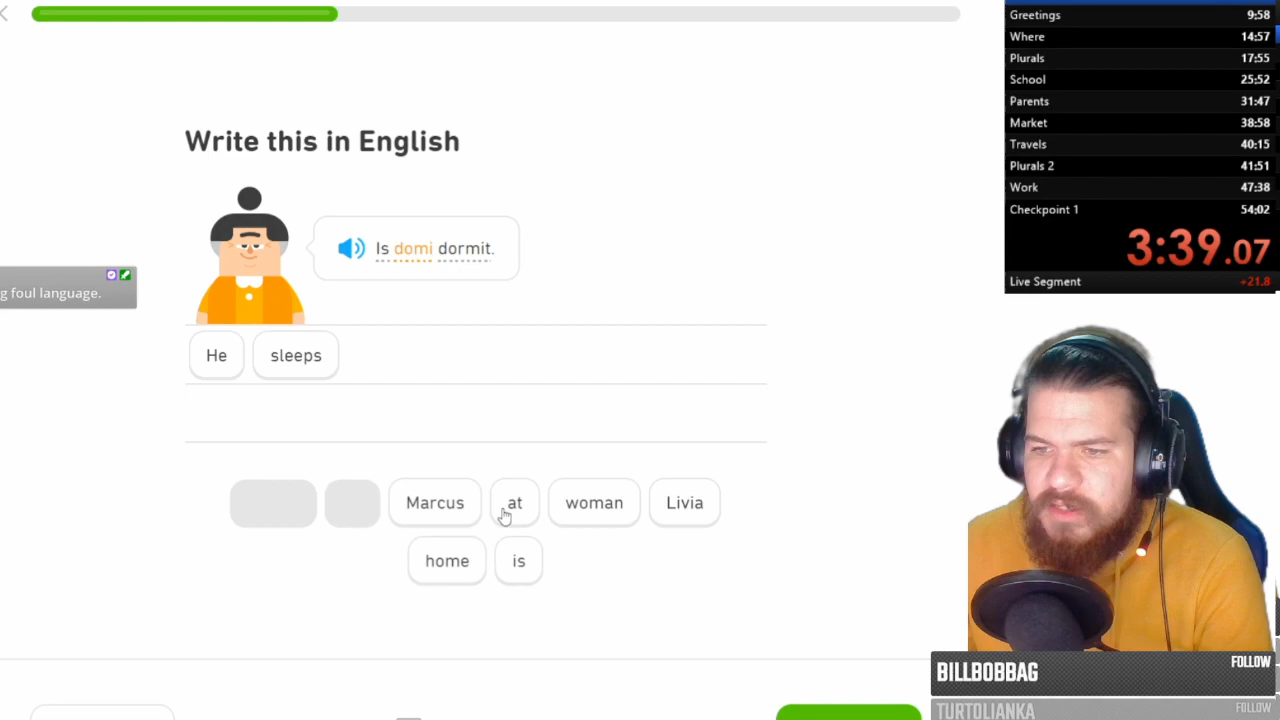 Write this in English
Is domi dormit.
He sleeps
Marcus at woman Livia
home is
g foul language.
Greetings 9:58
Where 14:57
Plurals 17:55
School 25:52
Parents 31:47
Market 38:58
Travels 40:15
Plurals 2 41:51
Work 47:38
Checkpoint 1 54:02
3:39.07
Live Segment +21.8
BILLBOBBAG FOLLOW
TURTOLIANKA FOLLOW